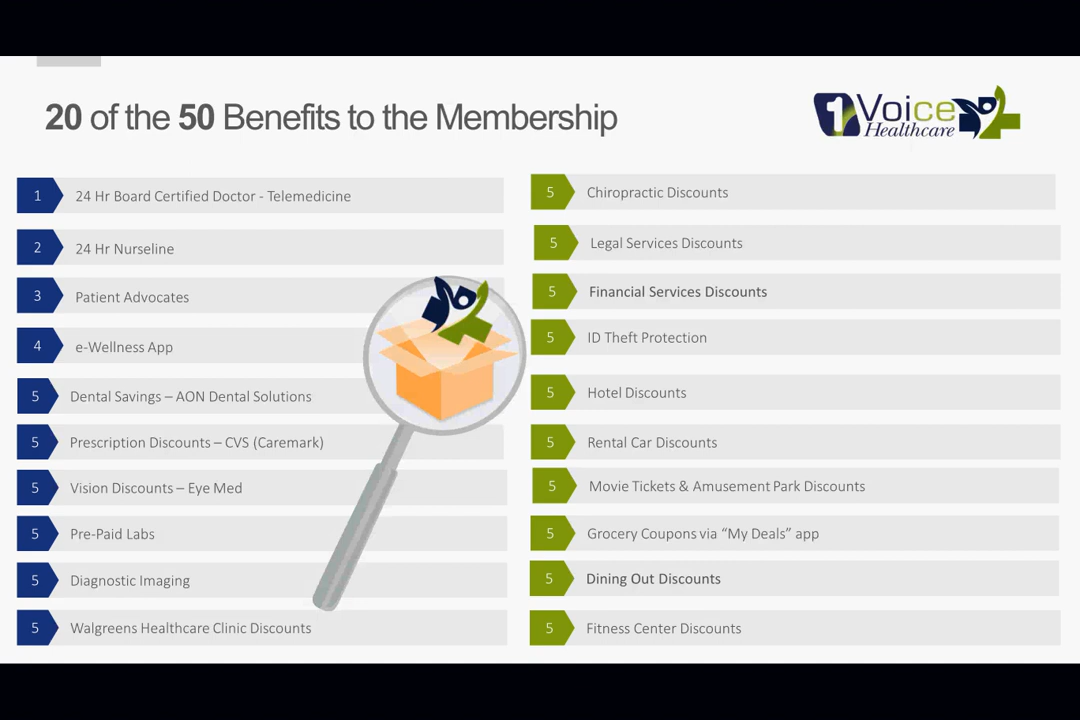 20 of the 50 Benefits to the Membership
1Voice
Healthcare
1 24 Hr Board Certified Doctor - Telemedicine
2 24 Hr Nurseline
3 Patient Advocates
4 e-Wellness App
5 Dental Savings – AON Dental Solutions
5 Prescription Discounts – CVS (Caremark)
5 Vision Discounts – Eye Med
5 Pre-Paid Labs
5 Diagnostic Imaging
5 Walgreens Healthcare Clinic Discounts
5 Chiropractic Discounts
5 Legal Services Discounts
5 Financial Services Discounts
5 ID Theft Protection
5 Hotel Discounts
5 Rental Car Discounts
5 Movie Tickets & Amusement Park Discounts
5 Grocery Coupons via “My Deals” app
5 Dining Out Discounts
5 Fitness Center Discounts